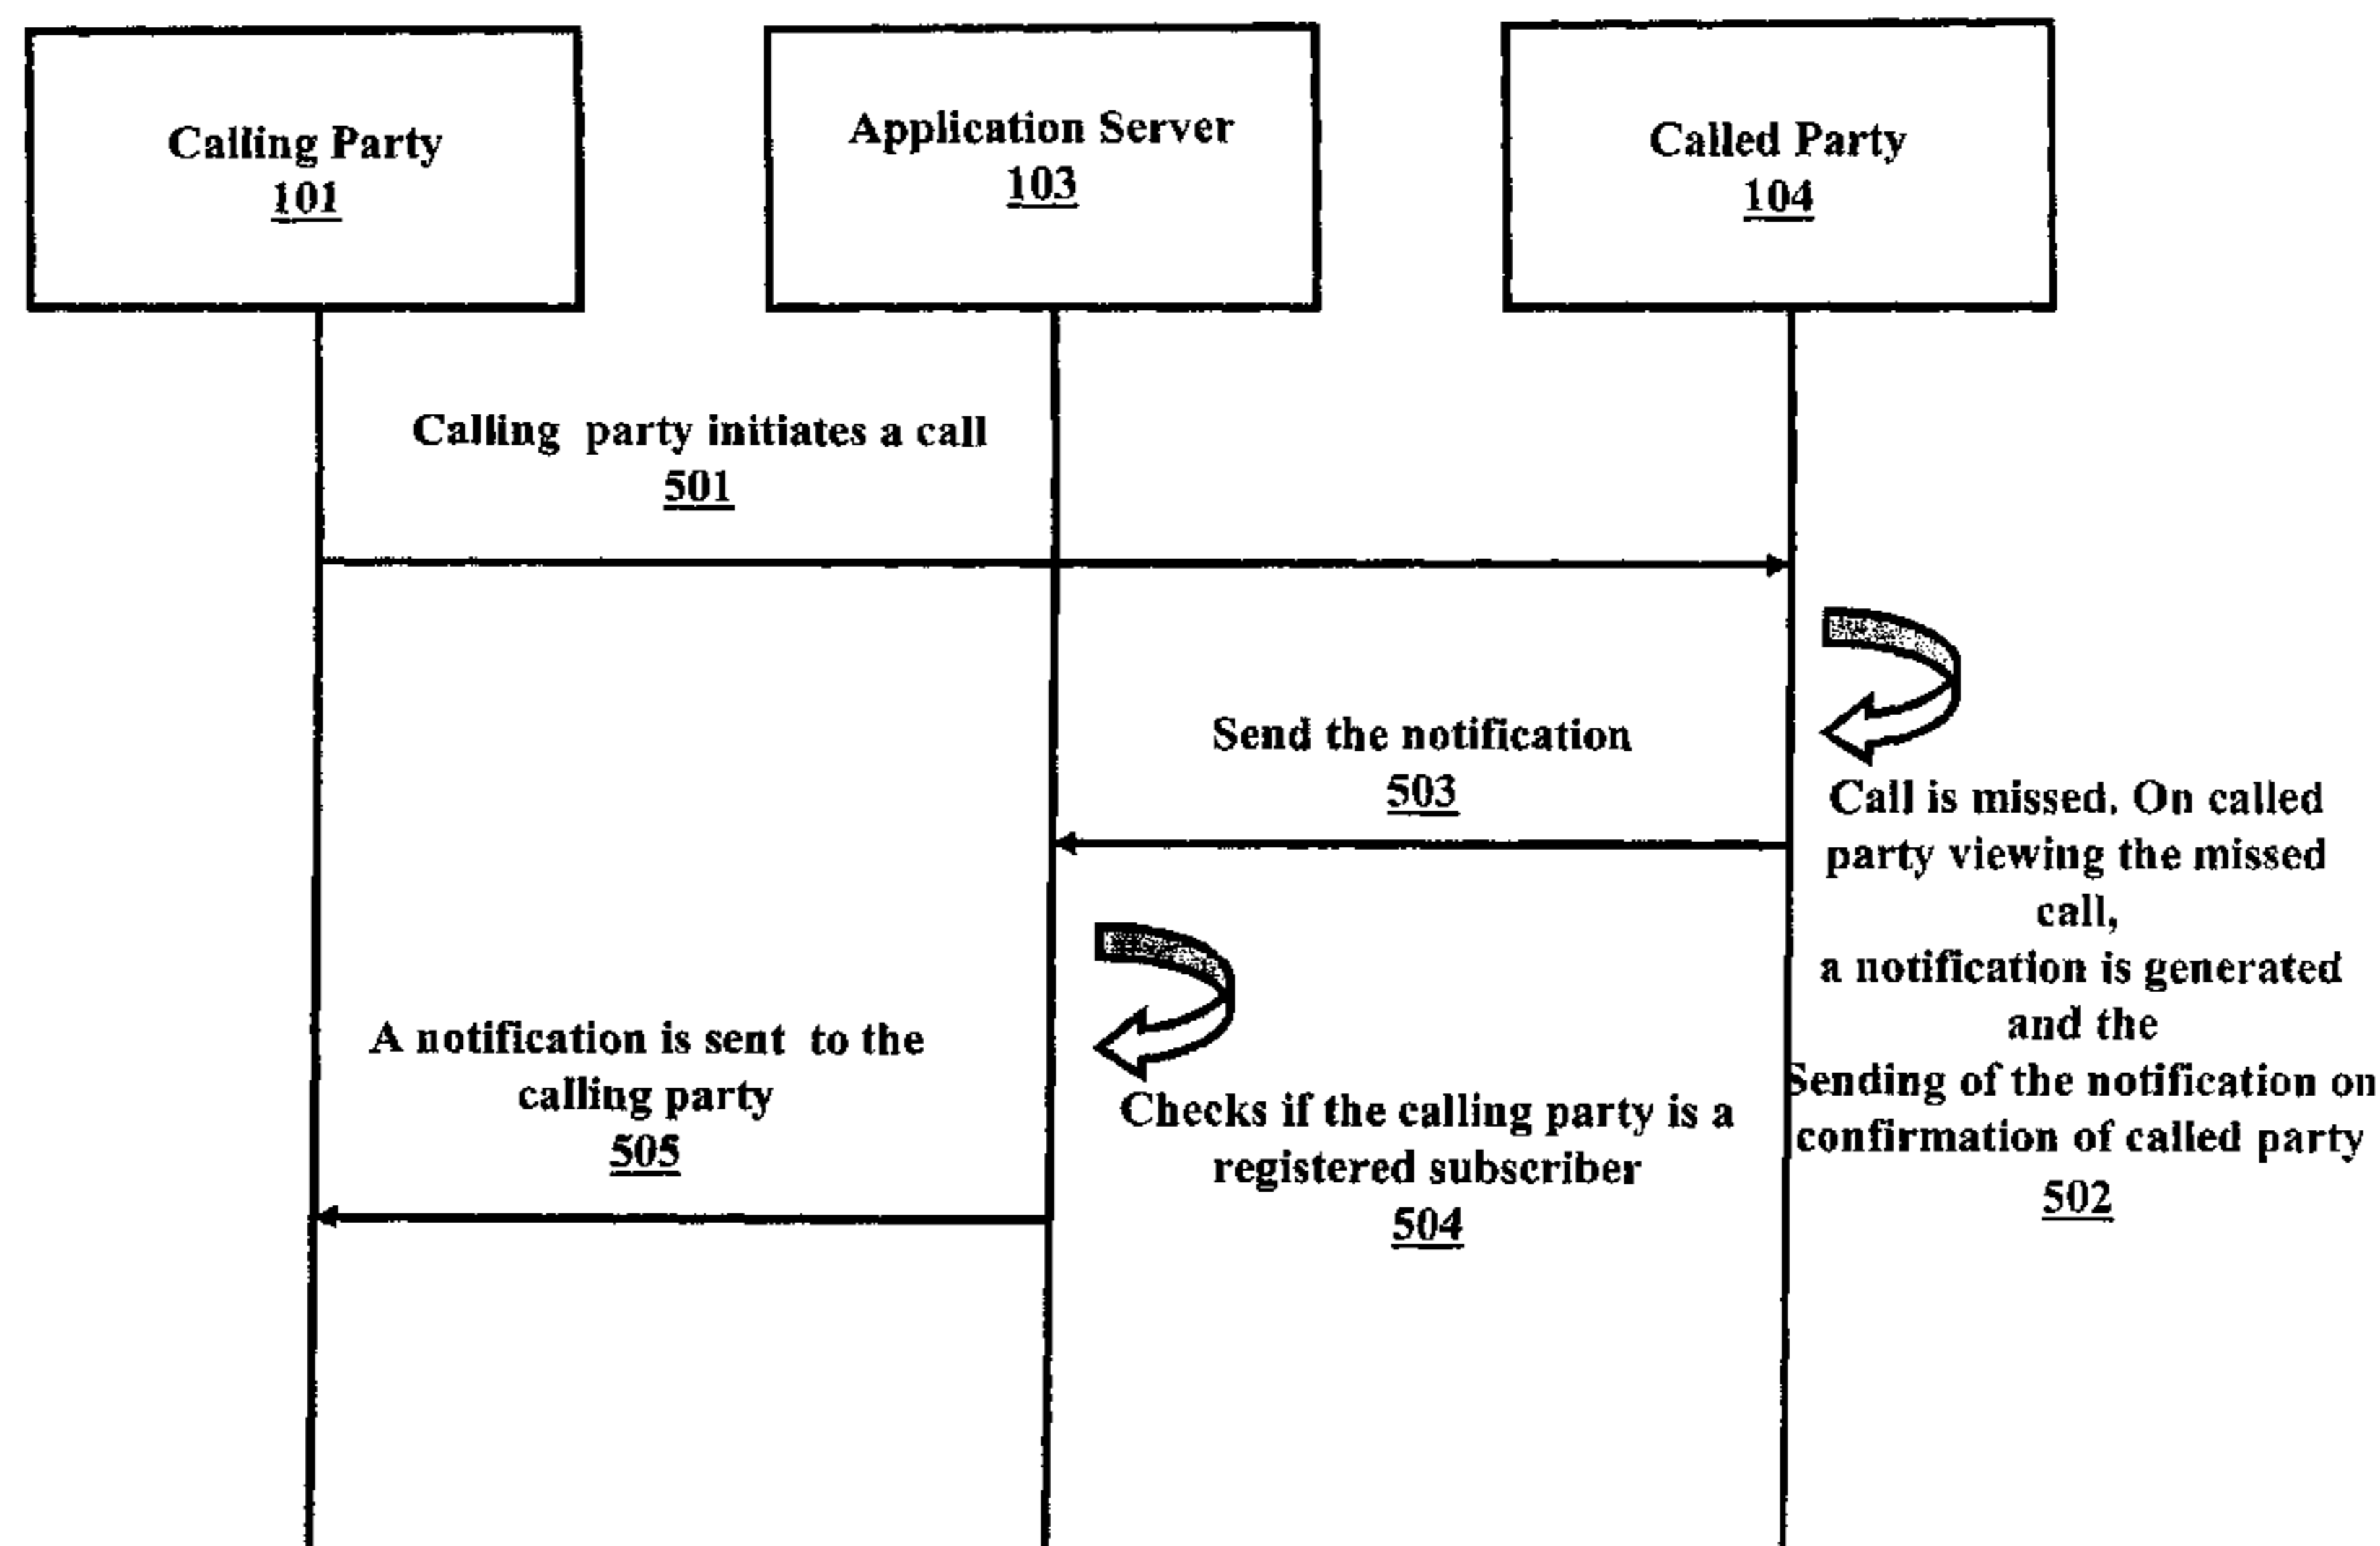 Calling Party
101
Application Server
103
Called Party
104
Calling party initiates a call
501
Send the notification
503
Call is missed. On called
party viewing the missed
call,
a notification is generated
and the
Sending of the notification on
confirmation of called party
502
A notification is sent to the
calling party
505
Checks if the calling party is a
registered subscriber
504